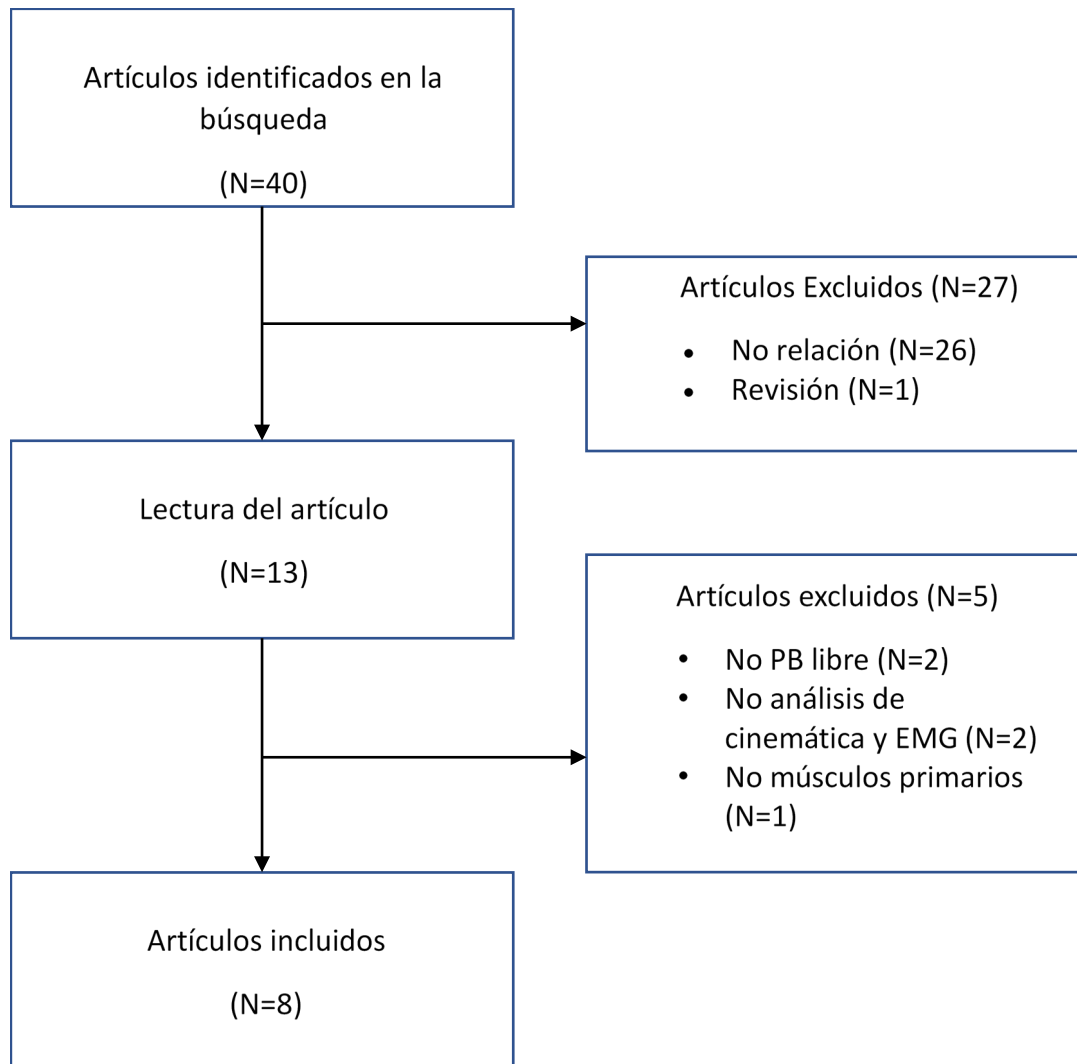 Artículos identificados en la
búsqueda
(N=40)
Artículos Excluidos (N=27)
• No relación (N=26)
• Revisión (N=1)
Lectura del artículo
(N=13)
Artículos excluidos (N=5)
• No PB libre (N=2)
• No análisis de
cinemática y EMG (N=2)
• No músculos primarios
(N=1)
Artículos incluidos
(N=8)